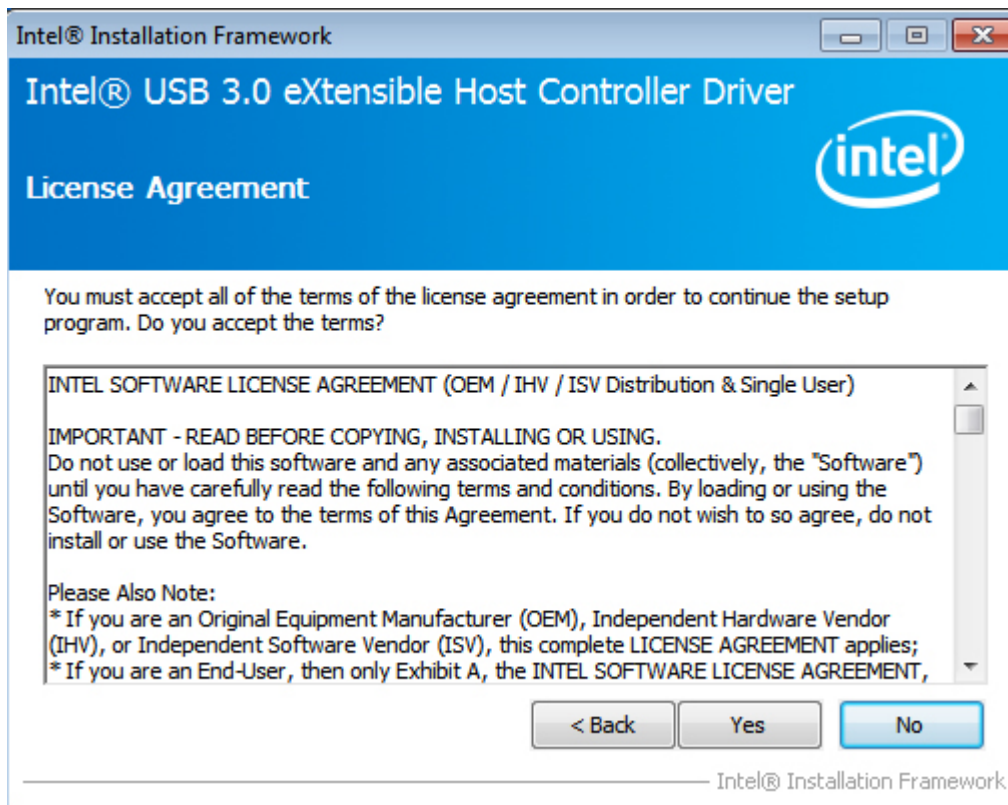 Intel® Installation Framework
Intel® USB 3.0 eXtensible Host Controller Driver
License Agreement
intel®
You must accept all of the terms of the license agreement in order to continue the setup
program. Do you accept the terms?
INTEL SOFTWARE LICENSE AGREEMENT (OEM / IHV / ISV Distribution & Single User)
IMPORTANT - READ BEFORE COPYING, INSTALLING OR USING.
Do not use or load this software and any associated materials (collectively, the "Software")
until you have carefully read the following terms and conditions. By loading or using the
Software, you agree to the terms of this Agreement. If you do not wish to so agree, do not
install or use the Software.
Please Also Note:
* If you are an Original Equipment Manufacturer (OEM), Independent Hardware Vendor
(IHV), or Independent Software Vendor (ISV), this complete LICENSE AGREEMENT applies;
* If you are an End-User, then only Exhibit A, the INTEL SOFTWARE LICENSE AGREEMENT,
< Back
Yes
No
Intel® Installation Framework